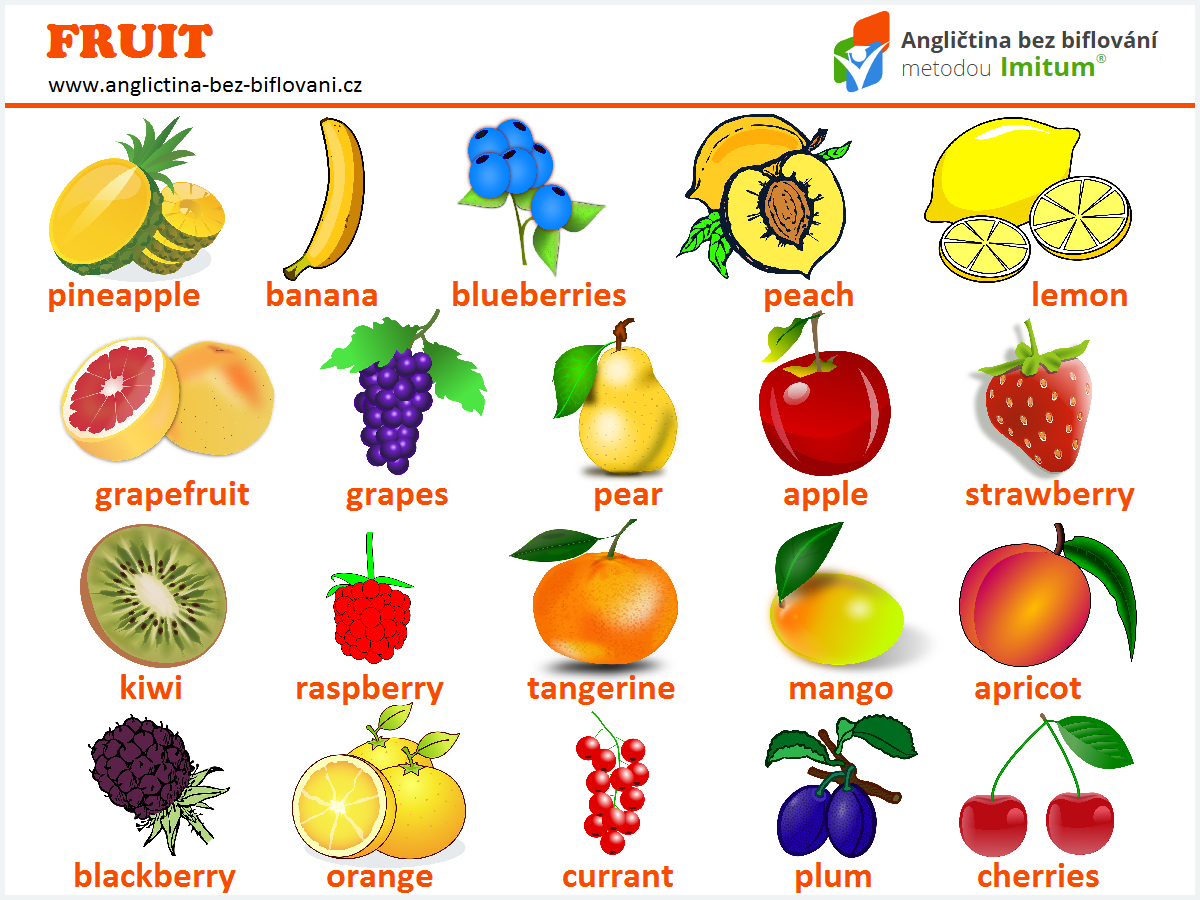 FRUIT
www.anglictina-bez-biflovani.cz
Angličtina bez biflování
metodou Imitum®
pineapple banana blueberries peach lemon
grapefruit grapes pear apple strawberry
kiwi raspberry tangerine mango apricot
blackberry orange currant plum cherries